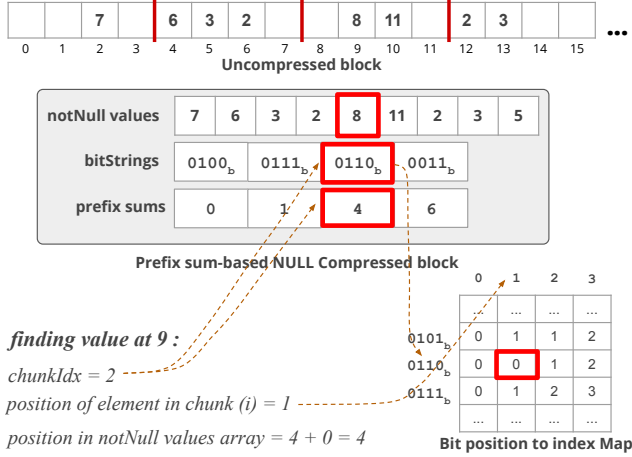 7 6 3 2 8 11 2 3 ...
0 1 2 3 4 5 6 7 8 9 10 11 12 13 14 15
Uncompressed block
notNull values 7 6 3 2 8 11 2 3 5
bitStrings 0100b 0111b 0110b 0011b
prefix sums 0 1 4 6
Prefix sum-based NULL Compressed block
0 1 2 3
... ... ... ...
0101b 0 1 1 2
0110b 0 0 1 2
0111b 0 1 2 3
... ... ... ...
Bit position to index Map
finding value at 9 :
chunkIdx = 2
position of element in chunk (i) = 1
position in notNull values array = 4 + 0 = 4